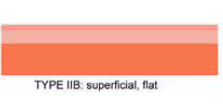 TYPE IIB: superficial, flat